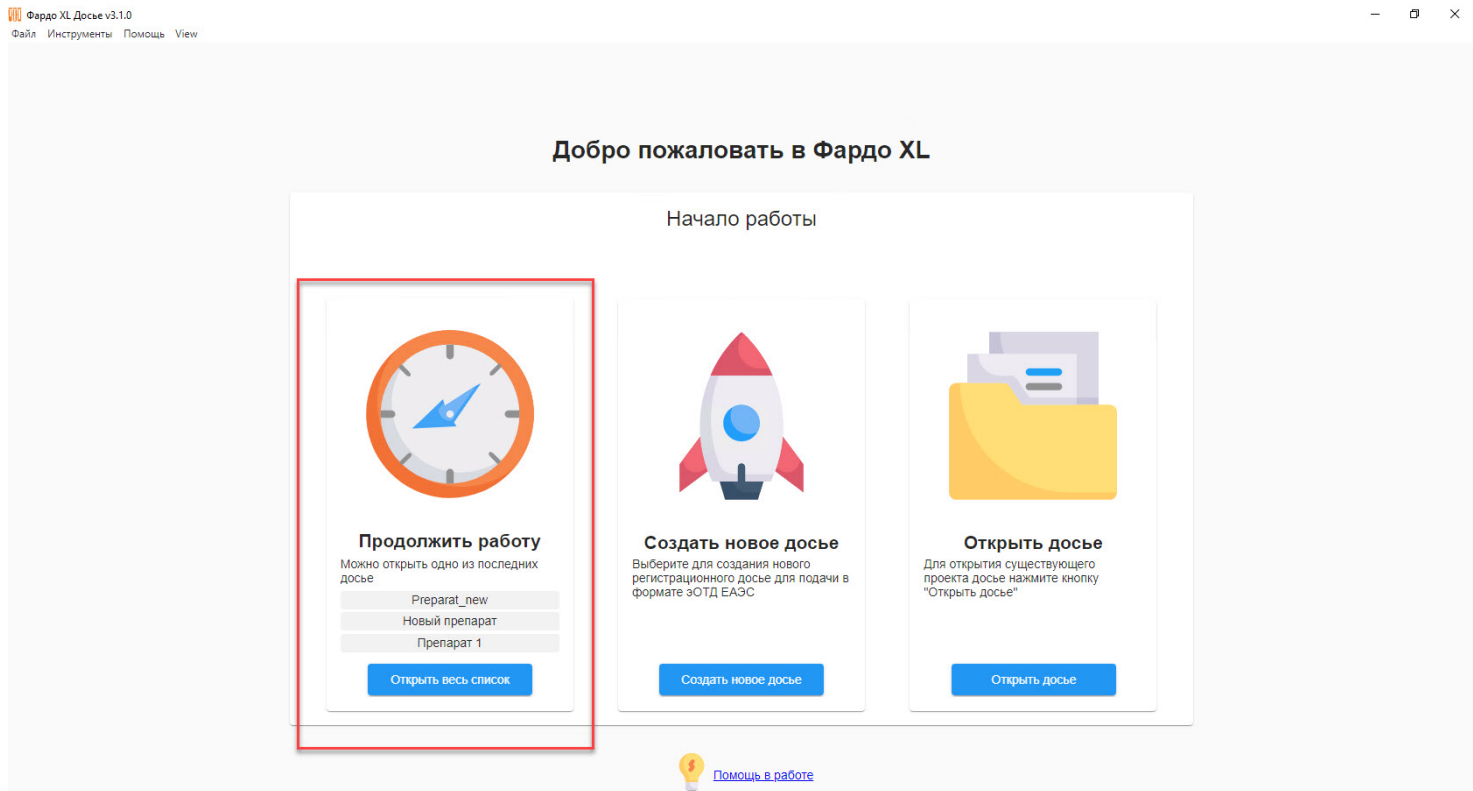 Фардо XL Досье v3.1.0
Файл Инструменты Помощь View
Добро пожаловать в Фардо XL
Начало работы
Продолжить работу
Можно открыть одно из последних
досье
Preparat_new
Новый препарат
Препарат 1
Открыть весь список
Создать новое досье
Выберите для создания нового
регистрационного досье для подачи в
формате эОТД ЕАЭС
Создать новое досье
Открыть досье
Для открытия существующего
проекта досье нажмите кнопку
"Открыть досье"
Открыть досье
Помощь в работе